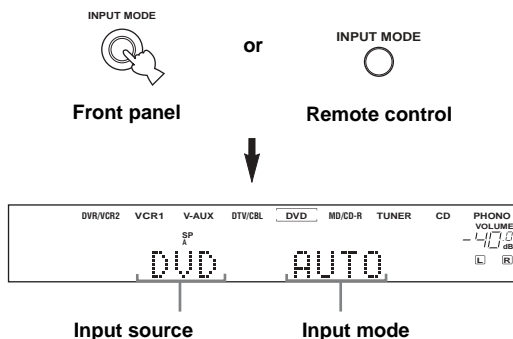 INPUT MODE
or
INPUT MODE
Front panel
Remote control
DVR/VCR2 VCR1 V-AUX DTV/CBL DVD MD/CD-R TUNER CD PHONO
VOLUME
SP
A
-40.0 dB
DVD AUTO
L R
Input source
Input mode